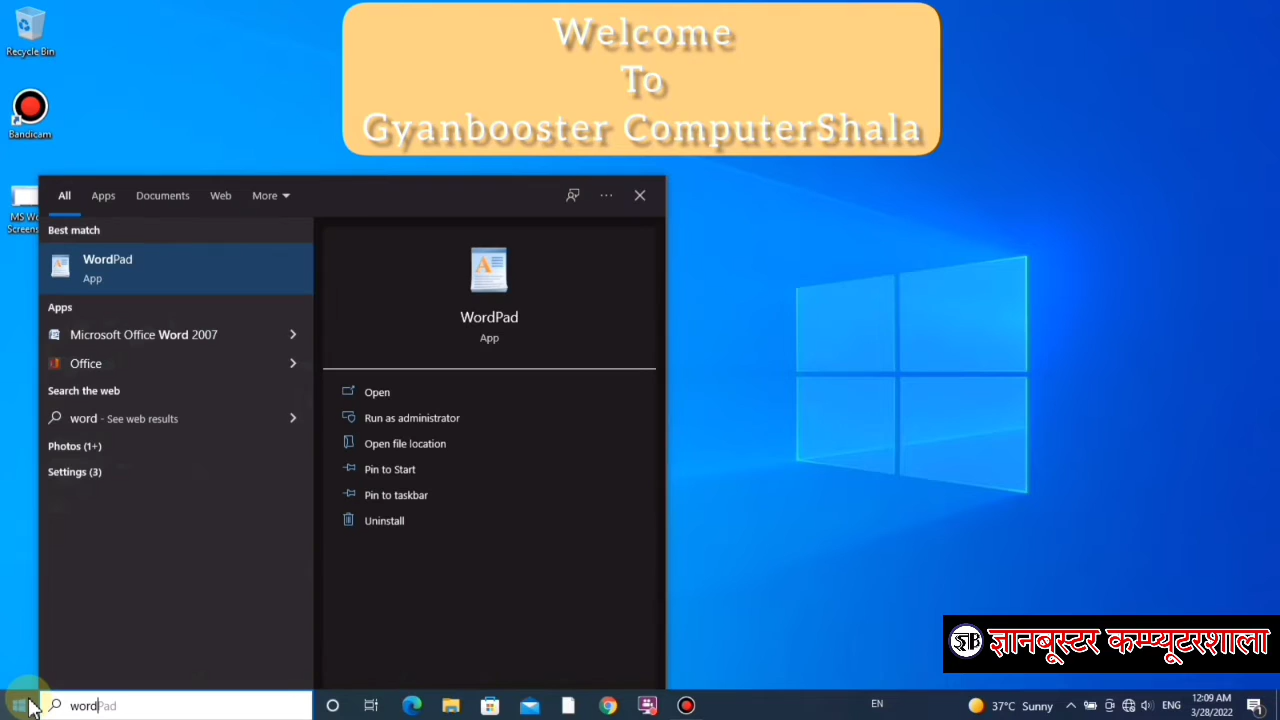 Welcome
To
Gyanbooster ComputerShala
Recycle Bin
Bandicam
All Apps Documents Web More
Best match
WordPad
App
Apps
Microsoft Office Word 2007
Office
Search the web
word - See web results
Photos (1+)
Settings (3)
WordPad
App
Open
Run as administrator
Open file location
Pin to Start
Pin to taskbar
Uninstall
ज्ञानबूस्टर कम्प्यूटरशाला
wordPad
EN
37°C Sunny
ENG
12:09 AM
3/28/2022
1